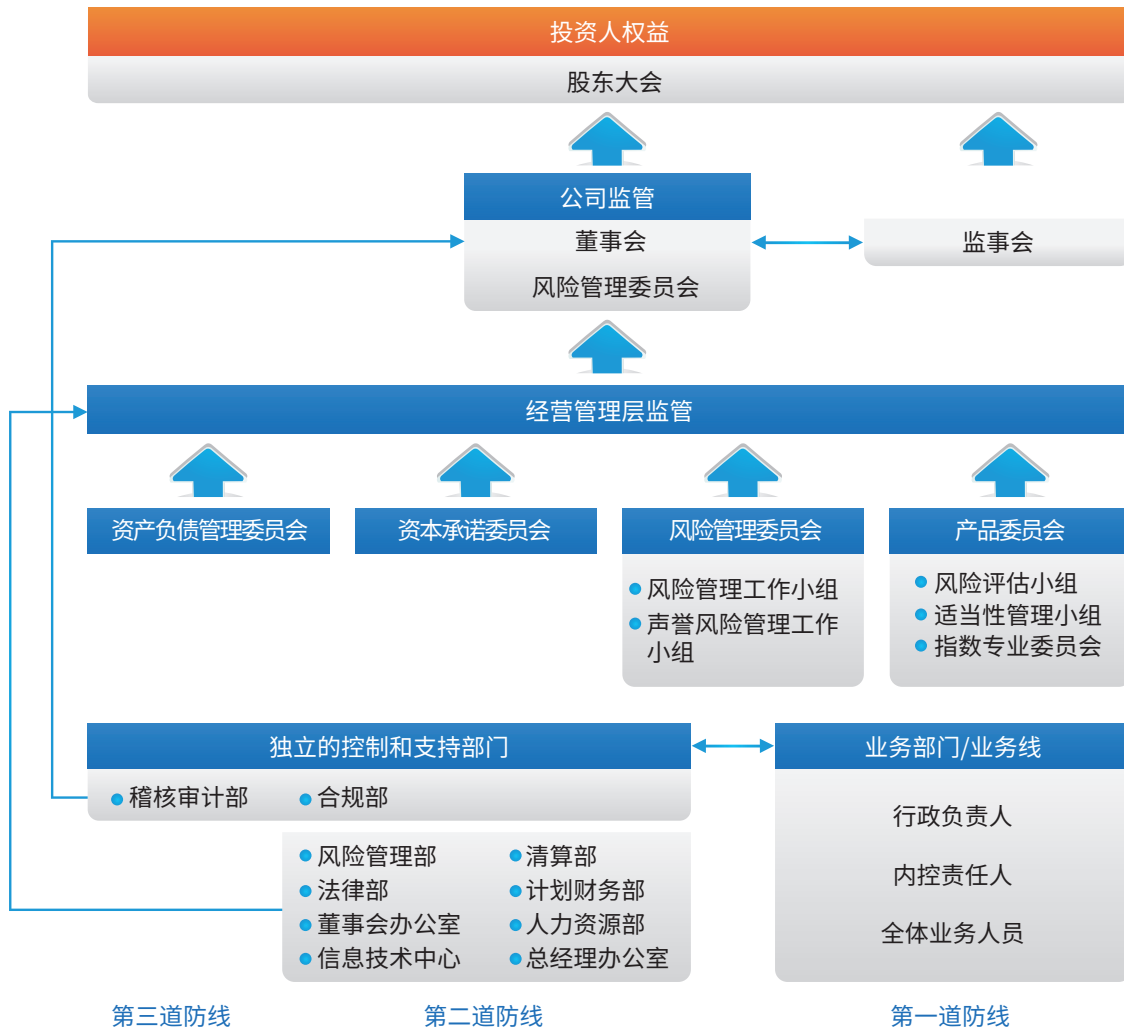 投资人权益
股东大会
公司监管
董事会
风险管理委员会
监事会
经营管理层监管
资产负债管理委员会
资本承诺委员会
风险管理委员会
风险管理工作小组
声誉风险管理工作
小组
产品委员会
风险评估小组
适当性管理小组
指数专业委员会
独立的控制和支持部门
稽核审计部
合规部
风险管理部
清算部
法律部
计划财务部
董事会办公室
人力资源部
信息技术中心
总经理办公室
业务部门/业务线
行政负责人
内控责任人
全体业务人员
第三道防线
第二道防线
第一道防线